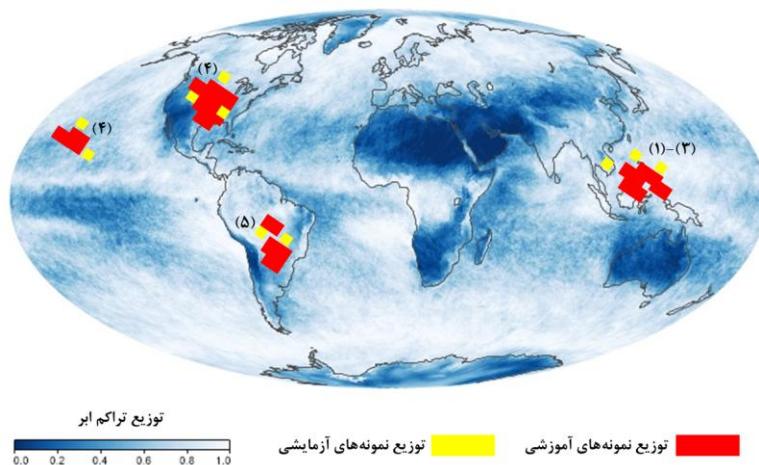 (۴)
(۴)
(۱)-(۳)
(۵)
توزیع تراکم ابر
0.0 0.2 0.4 0.6 0.8 1.0
توزیع نمونه‌های آموزشی
توزیع نمونه‌های آزمایشی